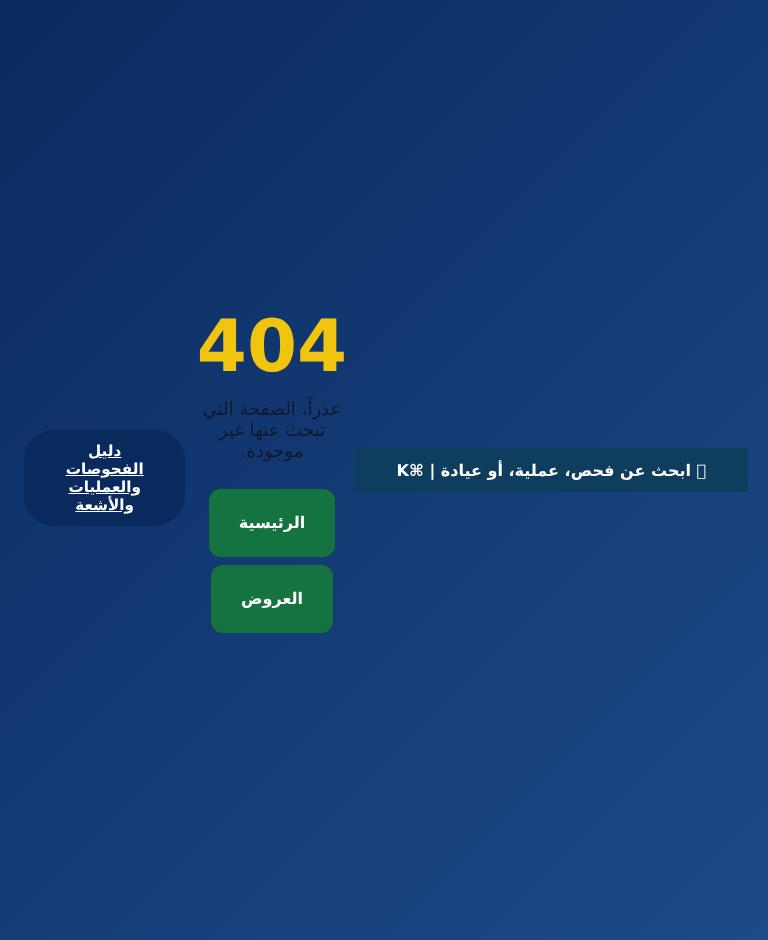 ابحث عن فحص، عملية، أو عيادة | ⌘K
404
عذراً، الصفحة التي
تبحث عنها غير
موجودة.
الرئيسية
العروض
دليل
الفحوصات
والعمليات
والأشعة